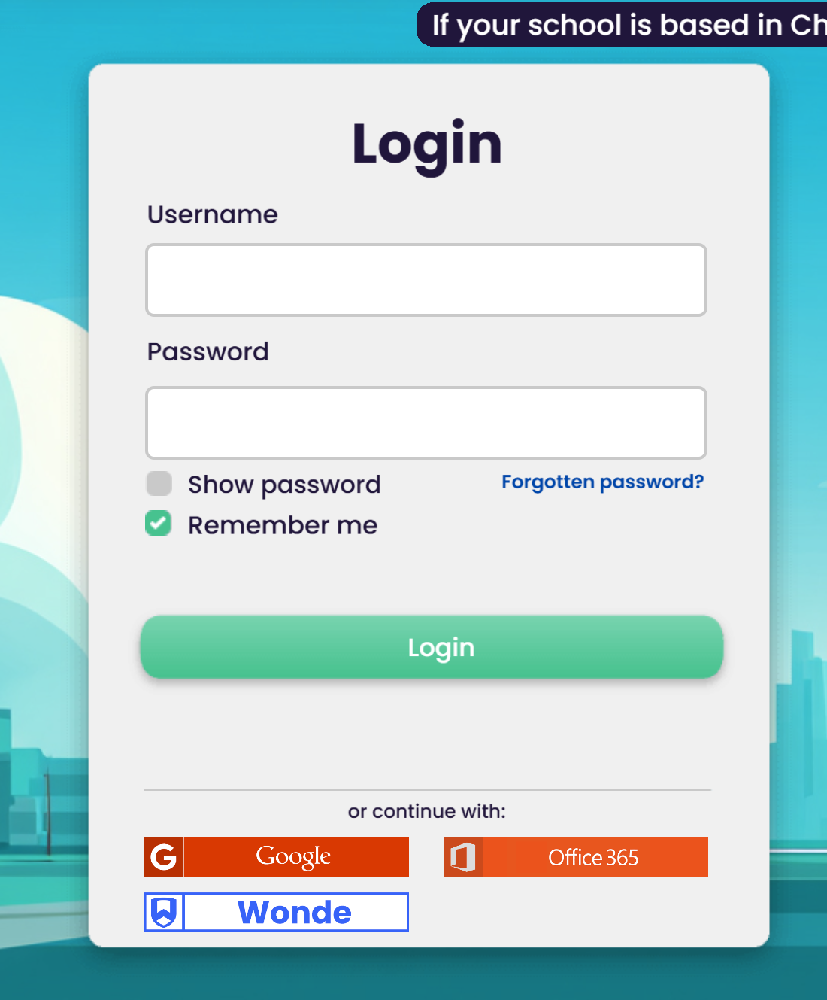 If your school is based in Ch
Login
Username
Password
Show password
Forgotten password?
Remember me
Login
or continue with:
G Google
Office 365
Wonde